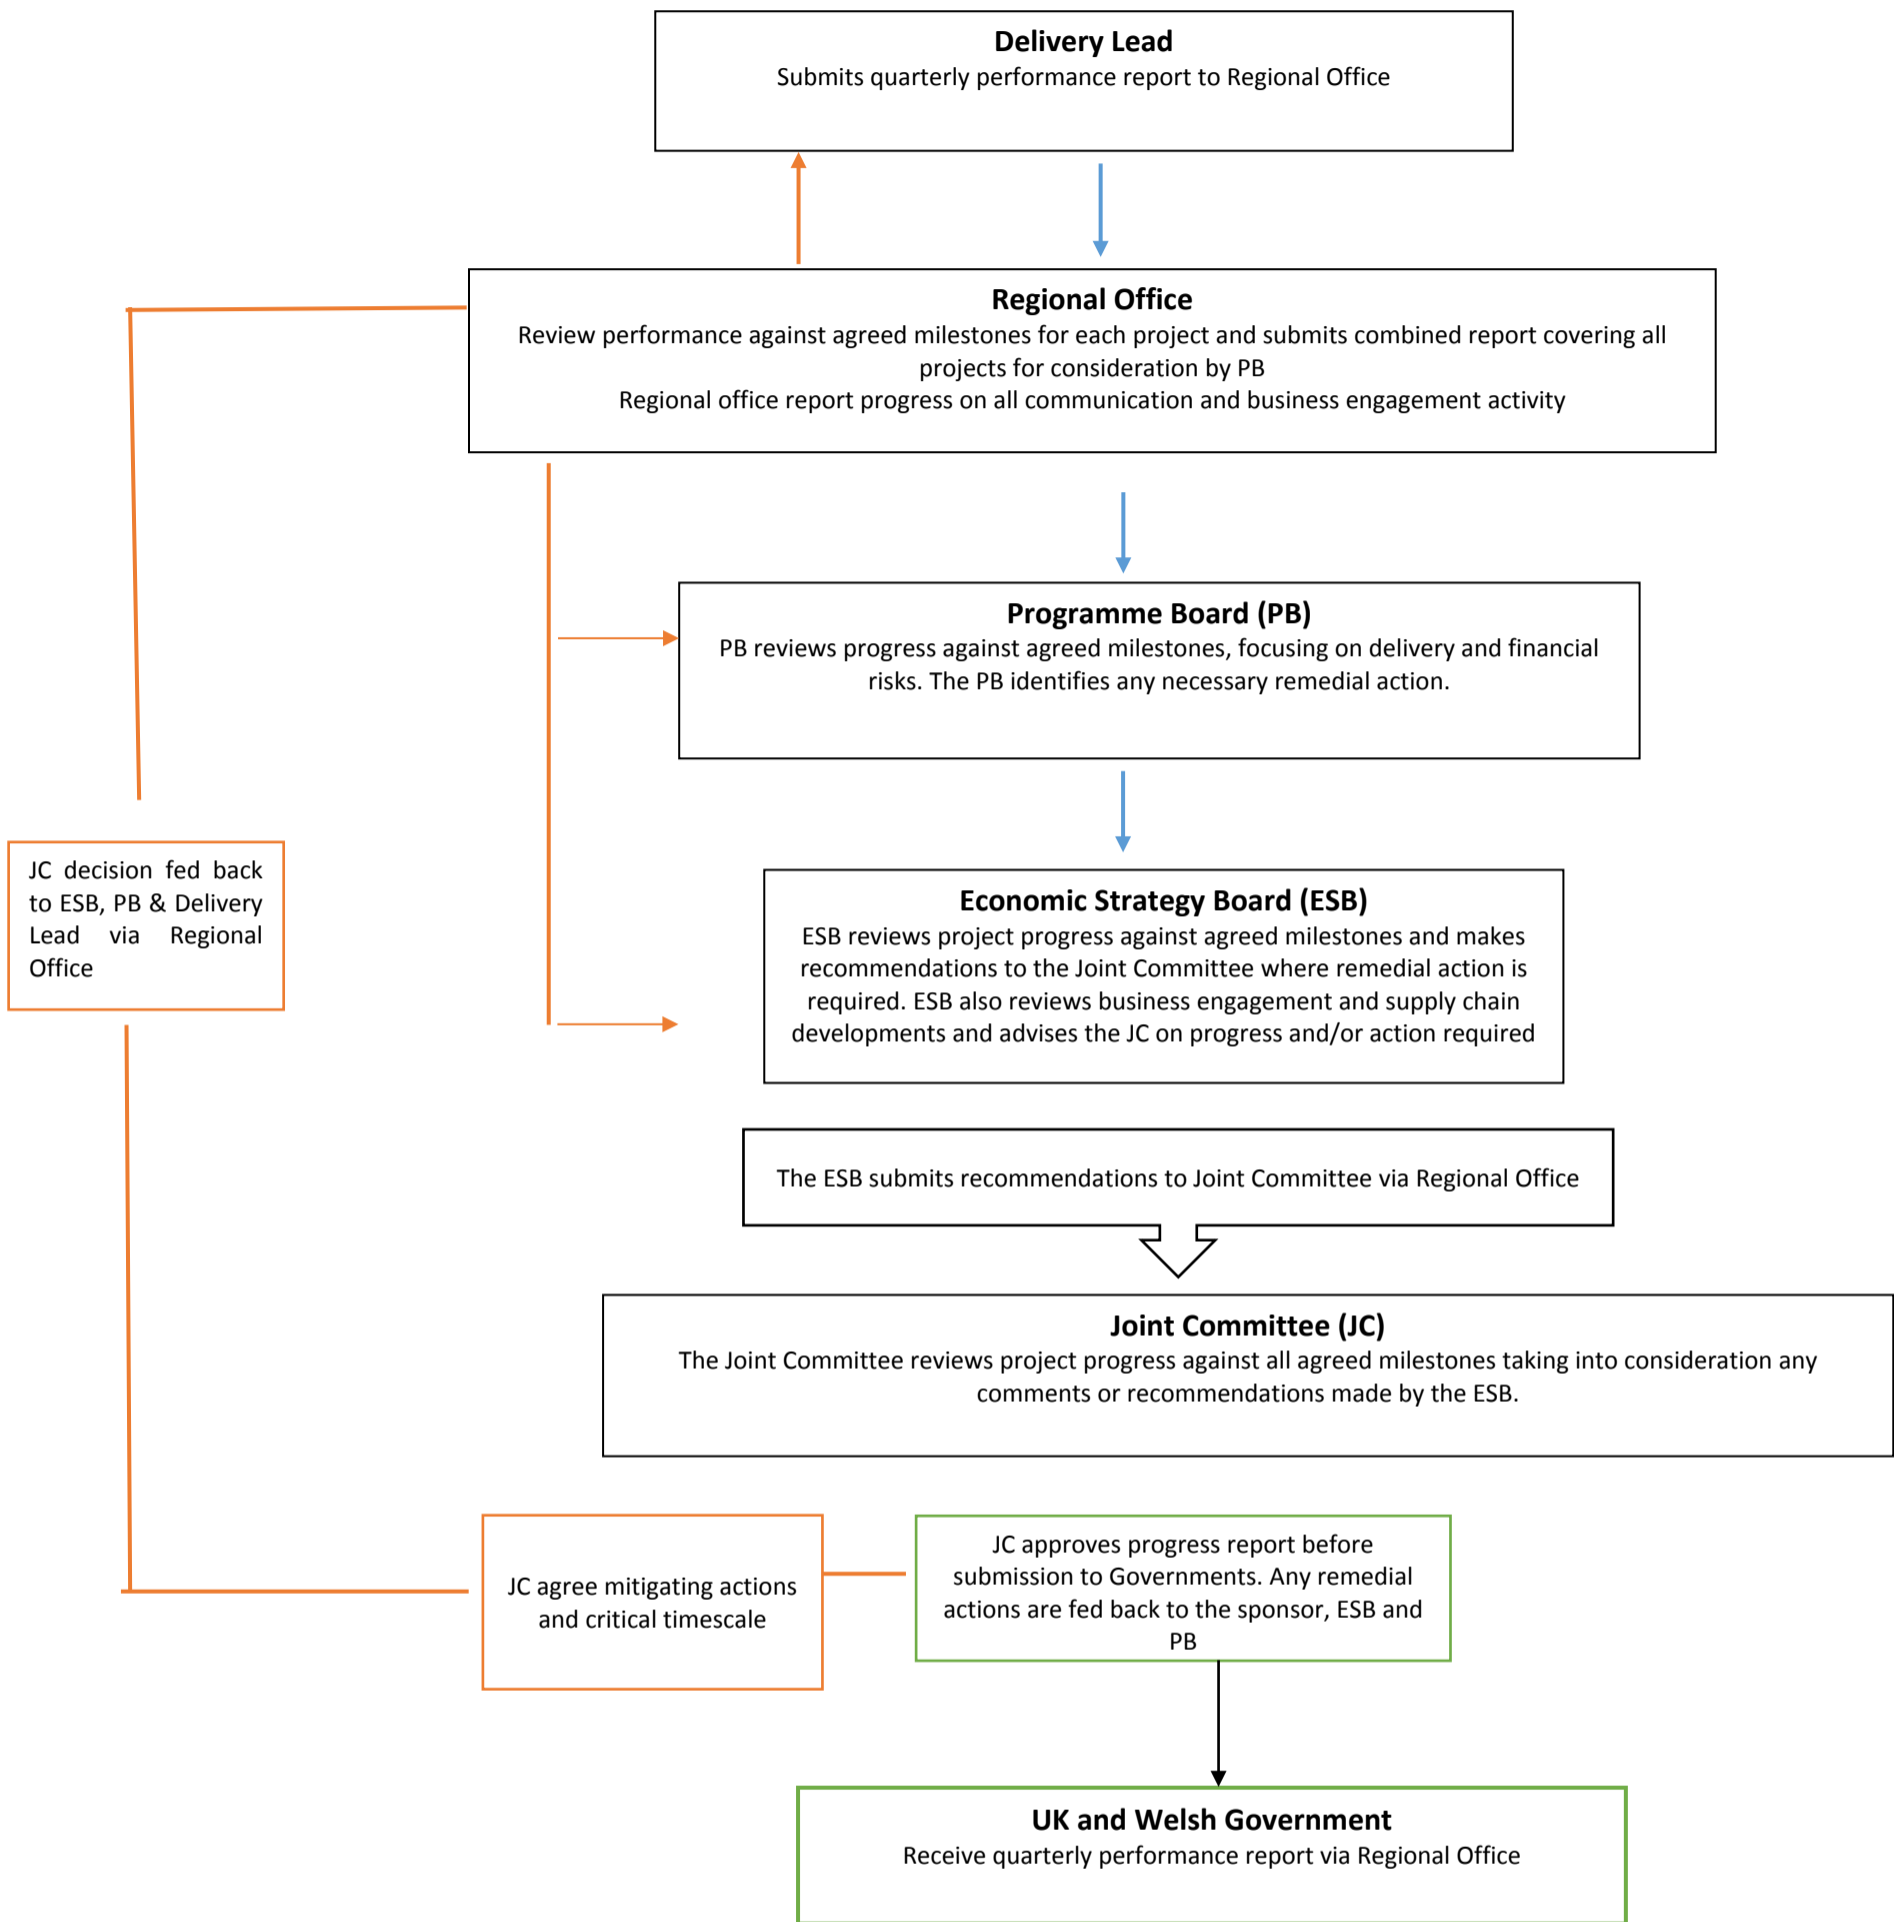 Delivery Lead
Submits quarterly performance report to Regional Office
Regional Office
Review performance against agreed milestones for each project and submits combined report covering all
projects for consideration by PB
Regional office report progress on all communication and business engagement activity
Programme Board (PB)
PB reviews progress against agreed milestones, focusing on delivery and financial
risks. The PB identifies any necessary remedial action.
JC decision fed back
to ESB, PB & Delivery
Lead via Regional
Office
Economic Strategy Board (ESB)
ESB reviews project progress against agreed milestones and makes
recommendations to the Joint Committee where remedial action is
required. ESB also reviews business engagement and supply chain
developments and advises the JC on progress and/or action required
The ESB submits recommendations to Joint Committee via Regional Office
Joint Committee (JC)
The Joint Committee reviews project progress against all agreed milestones taking into consideration any
comments or recommendations made by the ESB.
JC agree mitigating actions
and critical timescale
JC approves progress report before
submission to Governments. Any remedial
actions are fed back to the sponsor, ESB and
PB
UK and Welsh Government
Receive quarterly performance report via Regional Office